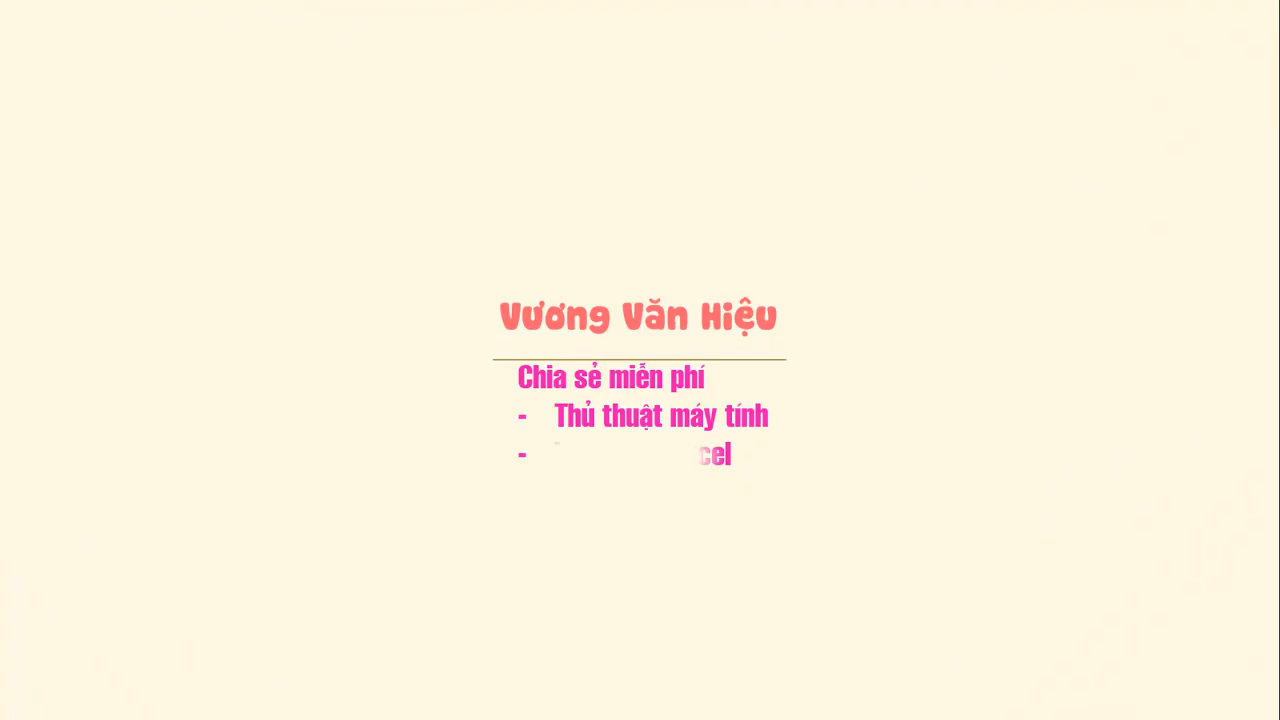 Vương Văn Hiệu
Chia sẻ miễn phí
- Thủ thuật máy tính
-